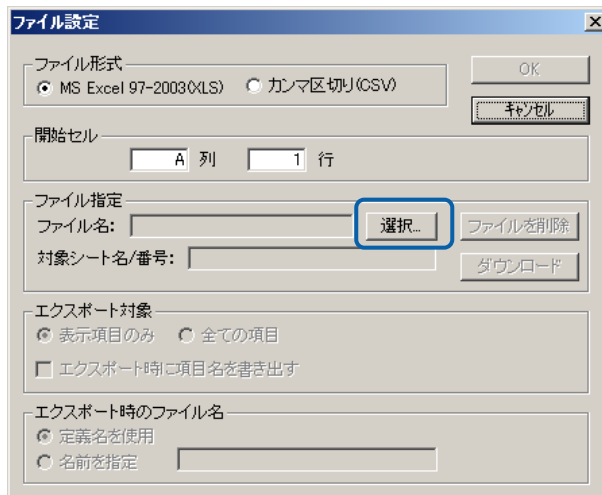 ファイル設定
ファイル形式
MS Excel 97-2003(XLS) カンマ区切り(CSV)
OK
キャンセル
開始セル
A 列 1 行
ファイル指定
ファイル名: 選択... ファイルを削除
対象シート名/番号: ダウンロード
エクスポート対象
表示項目のみ 全ての項目
エクスポート時に項目名を書き出す
エクスポート時のファイル名
定義名を使用
名前を指定